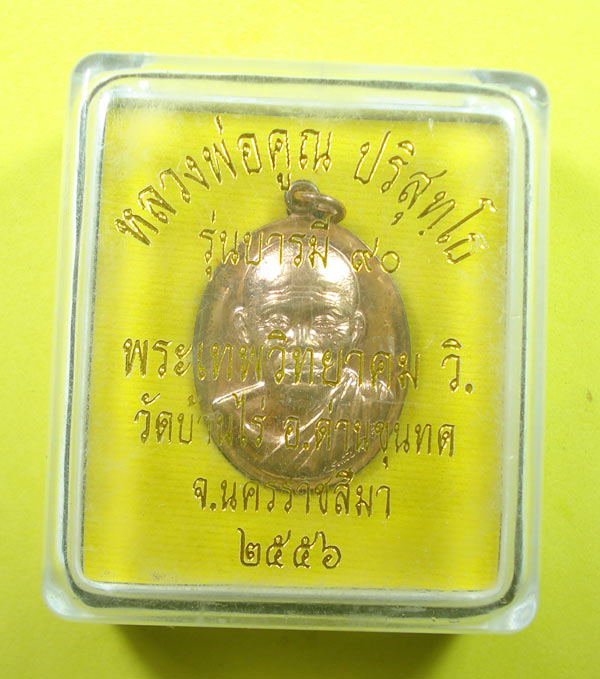 หลวงพ่อคูณ ปริสุทฺโธ
รุ่นบารมี ๙๐
พระเทพวิทยาคม วิ.
วัดบ้านไร่ อ.ด่านขุนทด
จ.นครราชสีมา
๒๕๕๖